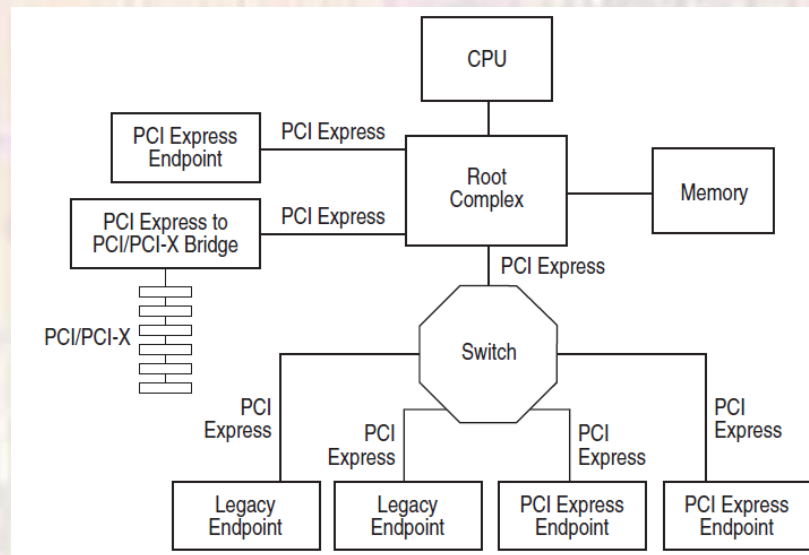 CPU
PCI Express
Endpoint
PCI Express
Root
Complex
Memory
PCI Express to
PCI/PCI-X Bridge
PCI Express
PCI Express
PCI/PCI-X
Switch
PCI
Express
PCI
Express
PCI
Express
PCI
Express
Legacy
Endpoint
Legacy
Endpoint
PCI Express
Endpoint
PCI Express
Endpoint